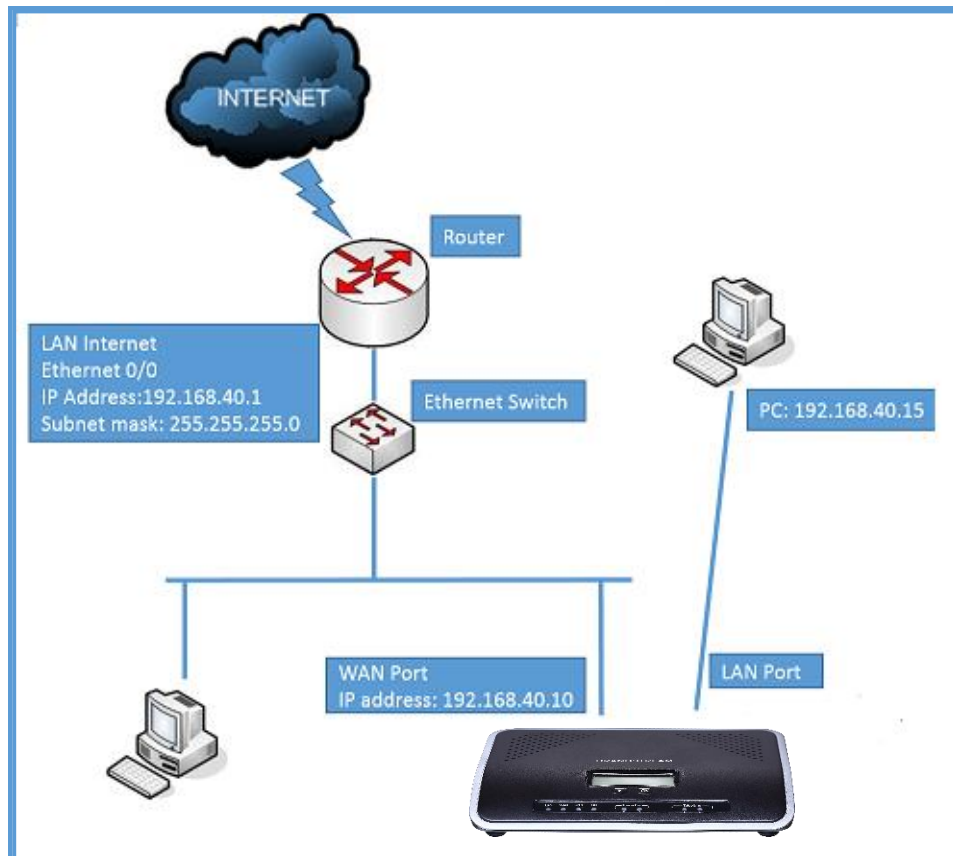 INTERNET
Router
LAN Internet
Ethernet 0/0
IP Address:192.168.40.1
Subnet mask: 255.255.255.0
Ethernet Switch
PC: 192.168.40.15
WAN Port
IP address: 192.168.40.10
LAN Port